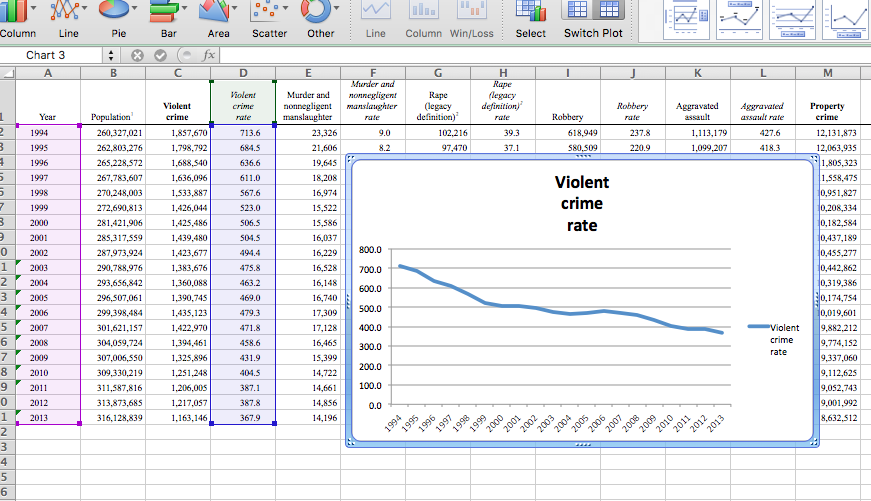 Column Line Pie Bar Area Scatter Other Line Column Win/Loss Select Switch Plot
Chart 3 fx
A B C D E F G H I J K L M
1 Year Population¹ Violent crime Violent crime rate Murder and nonnegligent manslaughter Murder and nonnegligent manslaughter rate Rape (legacy definition)² Rape (legacy definition)² rate Robbery Robbery rate Aggravated assault Aggravated assault rate Property crime
2 1994 260,327,021 1,857,670 713.6 23,326 9.0 102,216 39.3 618,949 237.8 1,113,179 427.6 12,131,873
3 1995 262,803,276 1,798,792 684.5 21,606 8.2 97,470 37.1 580,509 220.9 1,099,207 418.3 12,063,935
4 1996 265,228,572 1,688,540 636.6 19,645 1,805,323
5 1997 267,783,607 1,636,096 611.0 18,208 1,558,475
5 1998 270,248,003 1,533,887 567.6 16,974 0,951,827
7 1999 272,690,813 1,426,044 523.0 15,522 0,208,334
3 2000 281,421,906 1,425,486 506.5 15,586 0,182,584
9 2001 285,317,559 1,439,480 504.5 16,037 0,437,189
0 2002 287,973,924 1,423,677 494.4 16,229 0,455,277
1 2003 290,788,976 1,383,676 475.8 16,528 0,442,862
2 2004 293,656,842 1,360,088 463.2 16,148 0,319,386
3 2005 296,507,061 1,390,745 469.0 16,740 0,174,754
4 2006 299,398,484 1,435,123 479.3 17,309 0,019,601
5 2007 301,621,157 1,422,970 471.8 17,128 9,882,212
6 2008 304,059,724 1,394,461 458.6 16,465 9,774,152
7 2009 307,006,550 1,325,896 431.9 15,399 9,337,060
8 2010 309,330,219 1,251,248 404.5 14,722 9,112,625
9 2011 311,587,816 1,206,005 387.1 14,661 9,052,743
0 2012 313,873,685 1,217,057 387.8 14,856 9,001,992
1 2013 316,128,839 1,163,146 367.9 14,196 8,632,512
2
3
4
5
6
Violent
crime
rate
800.0
700.0
600.0
500.0
400.0
300.0
200.0
100.0
0.0
1994 1995 1996 1997 1998 1999 2000 2001 2002 2003 2004 2005 2006 2007 2008 2009 2010 2011 2012 2013
Violent
crime
rate